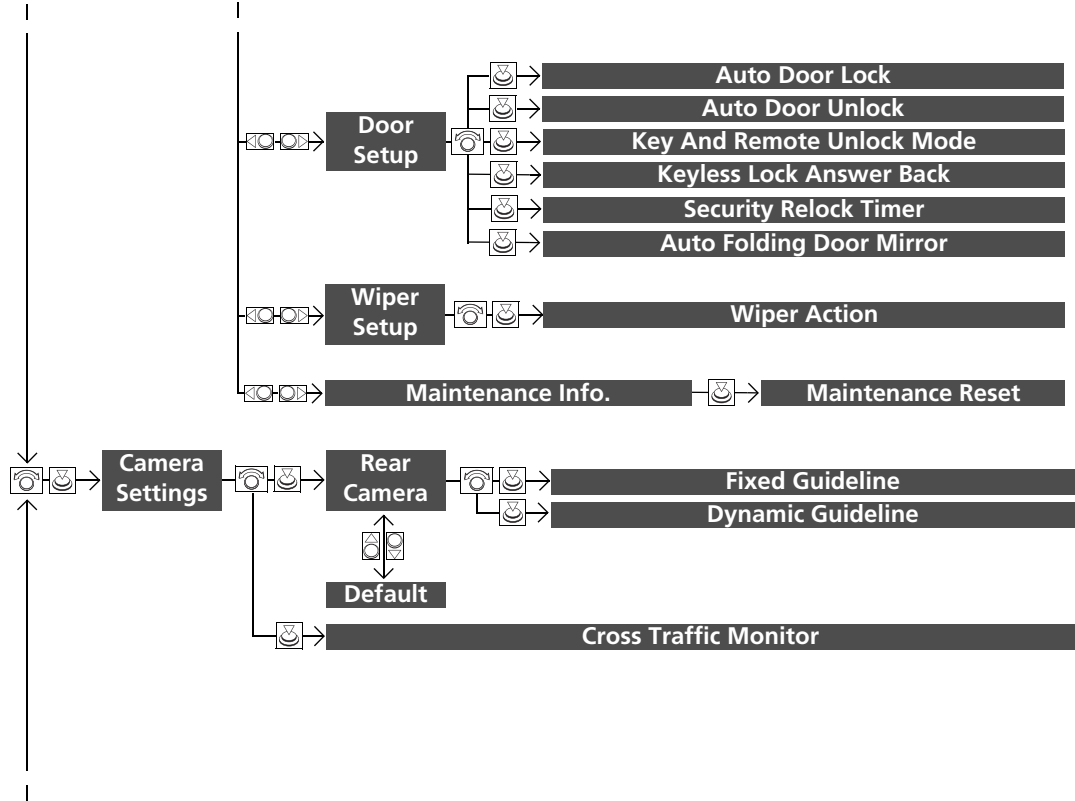 Auto Door Lock
Auto Door Unlock
Door
Setup
Key And Remote Unlock Mode
Keyless Lock Answer Back
Security Relock Timer
Auto Folding Door Mirror
Wiper
Setup
Wiper Action
Maintenance Info.
Maintenance Reset
Camera
Settings
Rear
Camera
Fixed Guideline
Dynamic Guideline
Default
Cross Traffic Monitor